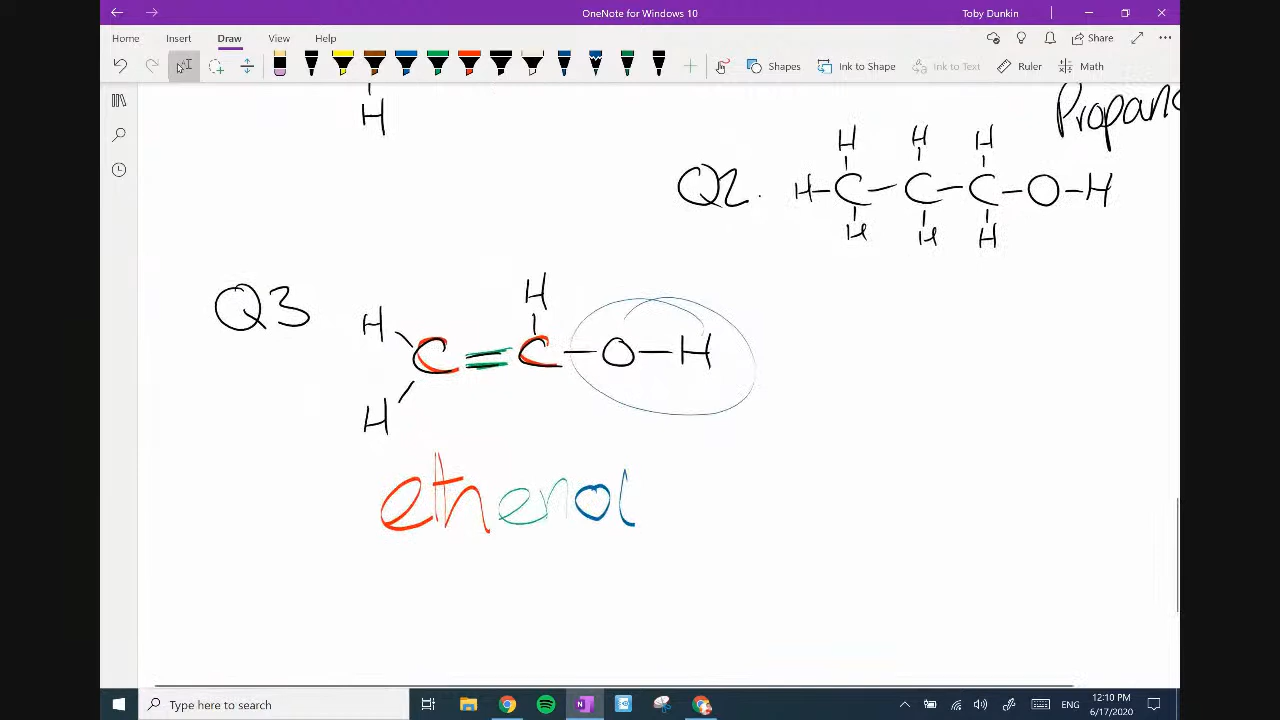 OneNote for Windows 10
Toby Dunkin
Home Insert Draw View Help
Share
Shapes Ink to Shape Ink to Text Ruler Math
H
Propano
H H H
Q2. H-C-C-C-O-H
H H H
Q3
H
H
C=C-O-H
H
ethenol
Type here to search
ENG
12:10 PM
6/17/2020